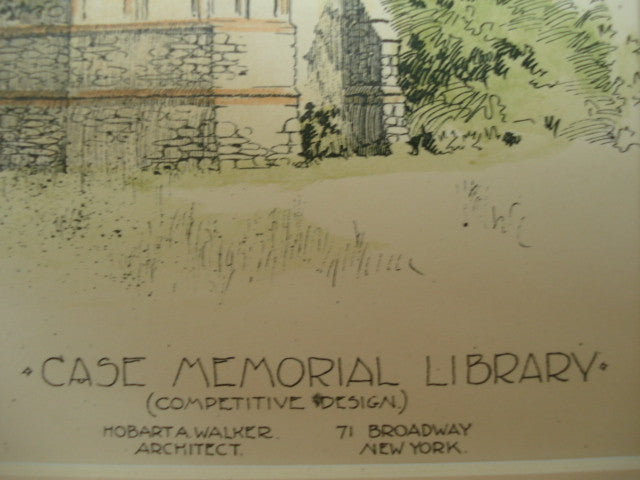 CASE MEMORIAL LIBRARY
(COMPETITIVE DESIGN.)
HOBART A. WALKER. 71 BROADWAY
ARCHITECT. NEW YORK.